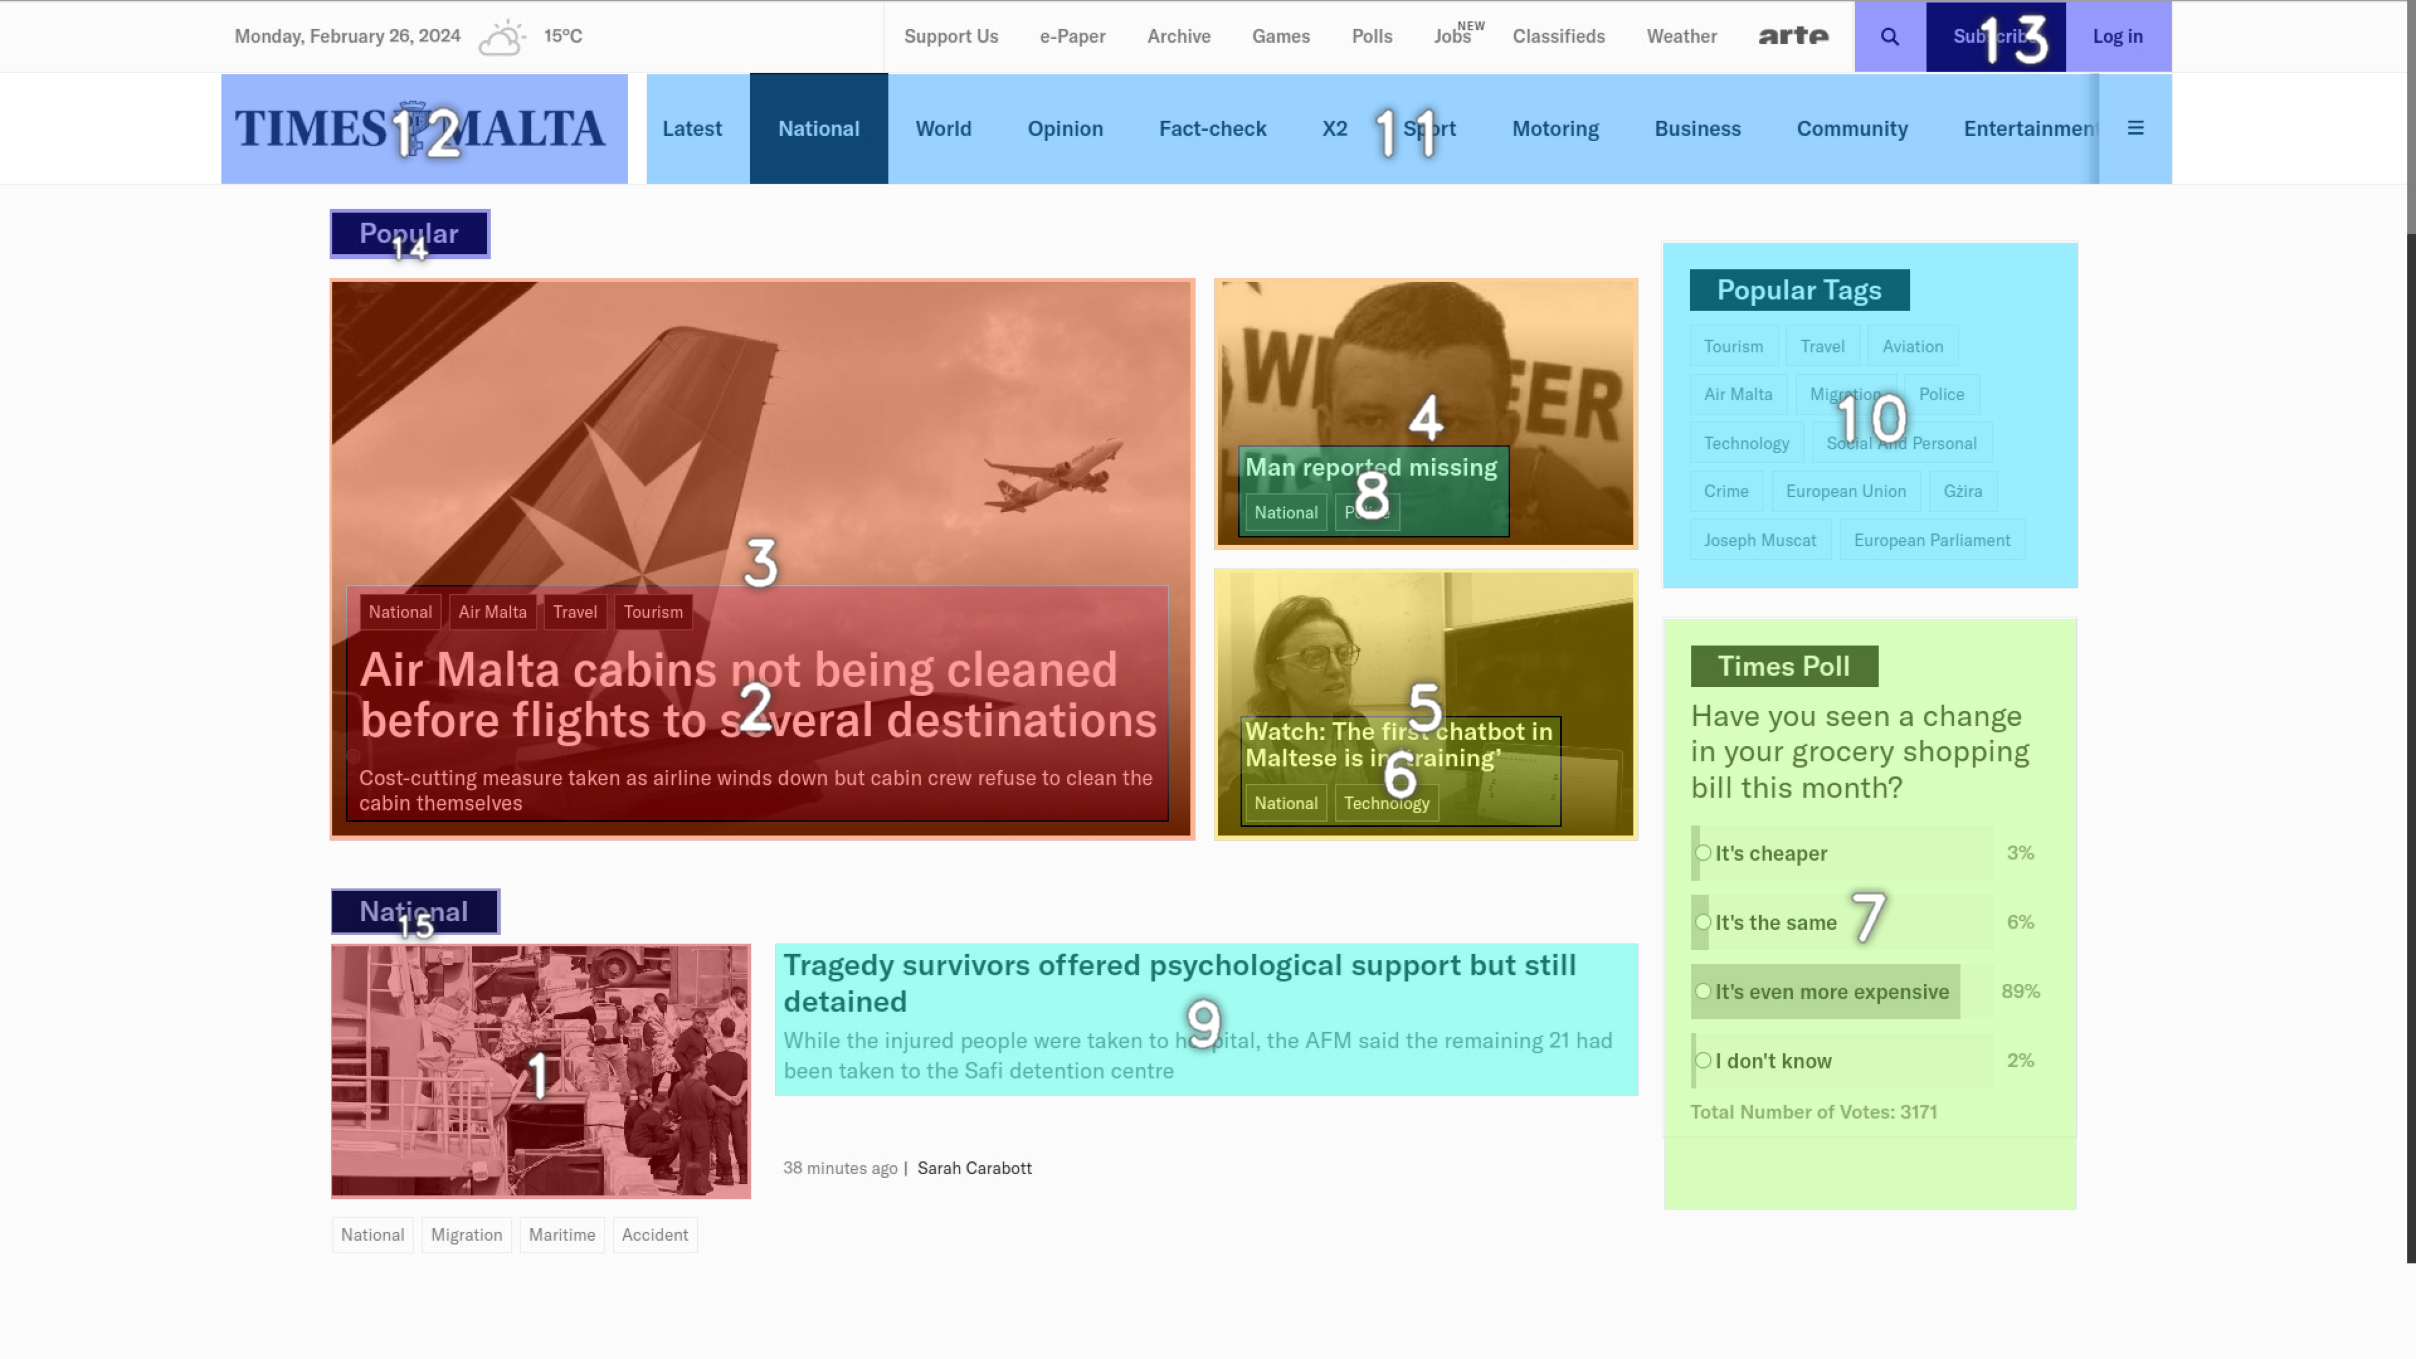 Monday, February 26, 2024 15°C Support Us e-Paper Archive Games Polls Jobs NEW Classifieds Weather arte Subscribe Log in
13
TIMES MALTA Latest National World Opinion Fact-check X2 Sport Motoring Business Community Entertainment
12
11
Popular
14
National Air Malta Travel Tourism
3
Air Malta cabins not being cleaned
before flights to several destinations
2
Cost-cutting measure taken as airline winds down but cabin crew refuse to clean the
cabin themselves
4
Man reported missing
8
National Police
5
Watch: The first chatbot in
Maltese is in 'training'
6
National Technology
Popular Tags
Tourism Travel Aviation
Air Malta Migration Police
10
Technology Social And Personal
Crime European Union Gżira
Joseph Muscat European Parliament
Times Poll
Have you seen a change
in your grocery shopping
bill this month?
It's cheaper 3%
It's the same 6%
7
It's even more expensive 89%
I don't know 2%
Total Number of Votes: 3171
National
15
1
Tragedy survivors offered psychological support but still
detained
9
While the injured people were taken to hospital, the AFM said the remaining 21 had
been taken to the Safi detention centre
38 minutes ago | Sarah Carabott
National Migration Maritime Accident